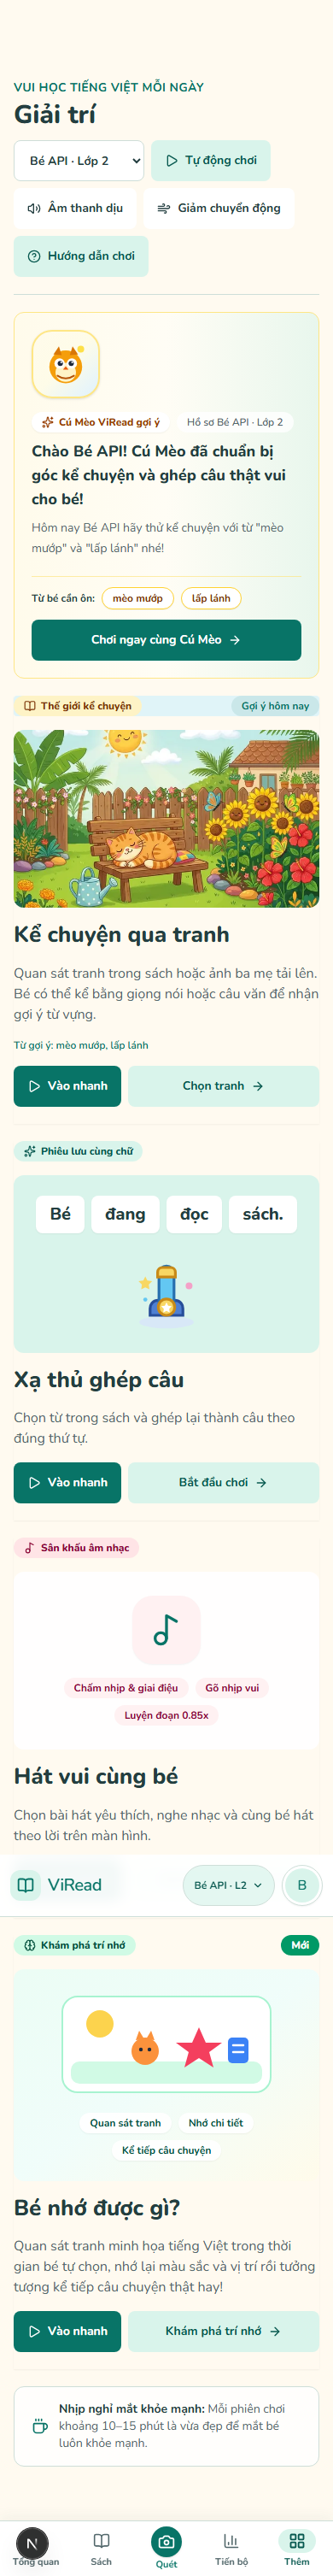 VUI HỌC TIẾNG VIỆT MỖI NGÀY
Giải trí
Bé API · Lớp 2
Tự động chơi
Âm thanh dịu
Giảm chuyển động
Hướng dẫn chơi
Cú Mèo ViRead gợi ý
Hồ sơ Bé API · Lớp 2
Chào Bé API! Cú Mèo đã chuẩn bị
góc kể chuyện và ghép câu thật vui
cho bé!
Hôm nay Bé API hãy thử kể chuyện với từ "mèo
mướp" và "lấp lánh" nhé!
Từ bé cần ôn:
mèo mướp
lấp lánh
Chơi ngay cùng Cú Mèo
Thế giới kể chuyện
Gợi ý hôm nay
Kể chuyện qua tranh
Quan sát tranh trong sách hoặc ảnh ba mẹ tải lên.
Bé có thể kể bằng giọng nói hoặc câu văn để nhận
gợi ý từ vựng.
Từ gợi ý: mèo mướp, lấp lánh
Vào nhanh
Chọn tranh
Phiêu lưu cùng chữ
Bé
đang
đọc
sách.
Xạ thủ ghép câu
Chọn từ trong sách và ghép lại thành câu theo
đúng thứ tự.
Vào nhanh
Bắt đầu chơi
Sân khấu âm nhạc
Chấm nhịp & giai điệu
Gõ nhịp vui
Luyện đoạn 0.85x
Hát vui cùng bé
Chọn bài hát yêu thích, nghe nhạc và cùng bé hát
theo lời trên màn hình.
ViRead
Bé API · L2
B
Khám phá trí nhớ
Mới
Quan sát tranh
Nhớ chi tiết
Kể tiếp câu chuyện
Bé nhớ được gì?
Quan sát tranh minh họa tiếng Việt trong thời
gian bé tự chọn, nhớ lại màu sắc và vị trí rồi tưởng
tượng kể tiếp câu chuyện thật hay!
Vào nhanh
Khám phá trí nhớ
Nhịp nghỉ mắt khỏe mạnh: Mỗi phiên chơi
khoảng 10–15 phút là vừa đẹp để mắt bé
luôn khỏe mạnh.
N
Tổng quan
Sách
Quét
Tiến bộ
Thêm